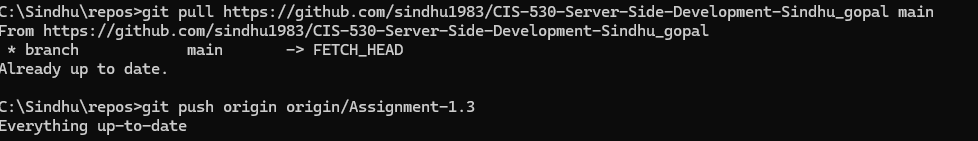 C:\Sindhu\repos>git pull https://github.com/sindhu1983/CIS-530-Server-Side-Development-Sindhu_gopal main
From https://github.com/sindhu1983/CIS-530-Server-Side-Development-Sindhu_gopal
 * branch            main       -> FETCH_HEAD
Already up to date.

C:\Sindhu\repos>git push origin origin/Assignment-1.3
Everything up-to-date